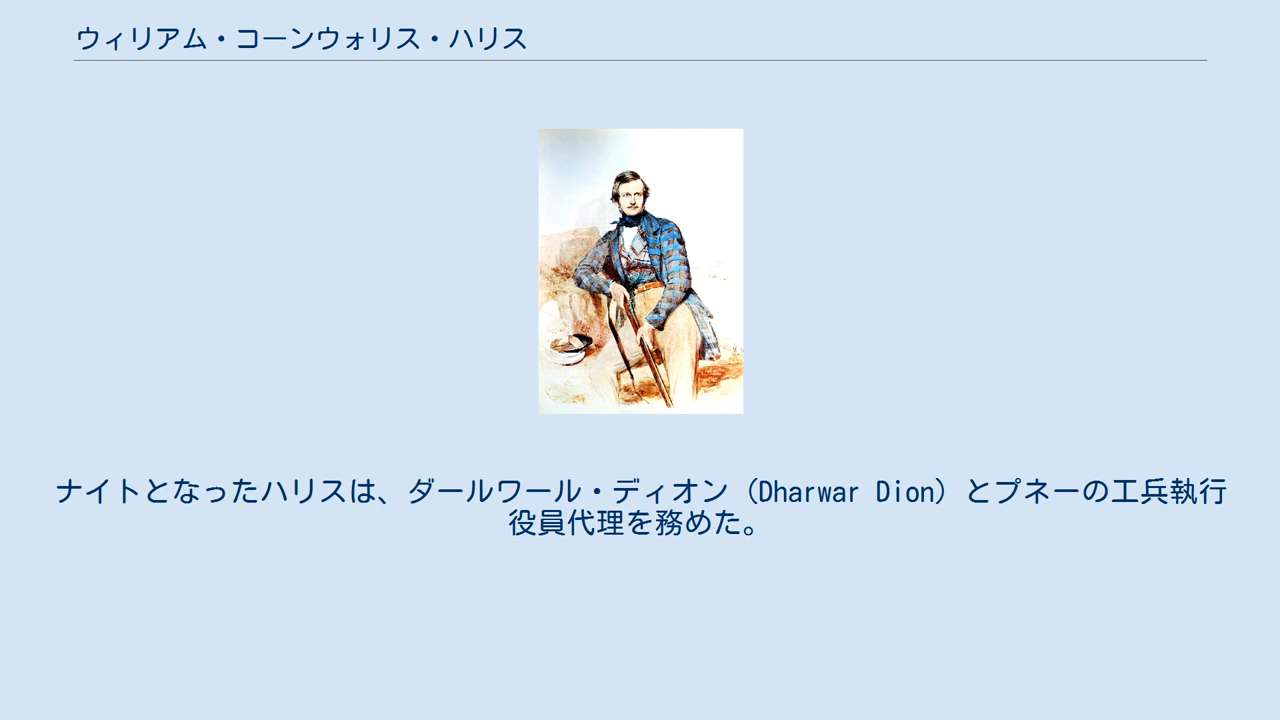 ウィリアム・コーンウォリス・ハリス
ナイトとなったハリスは、ダールワール・ディオン（Dharwar Dion）とプネーの工兵執行
役員代理を務めた。